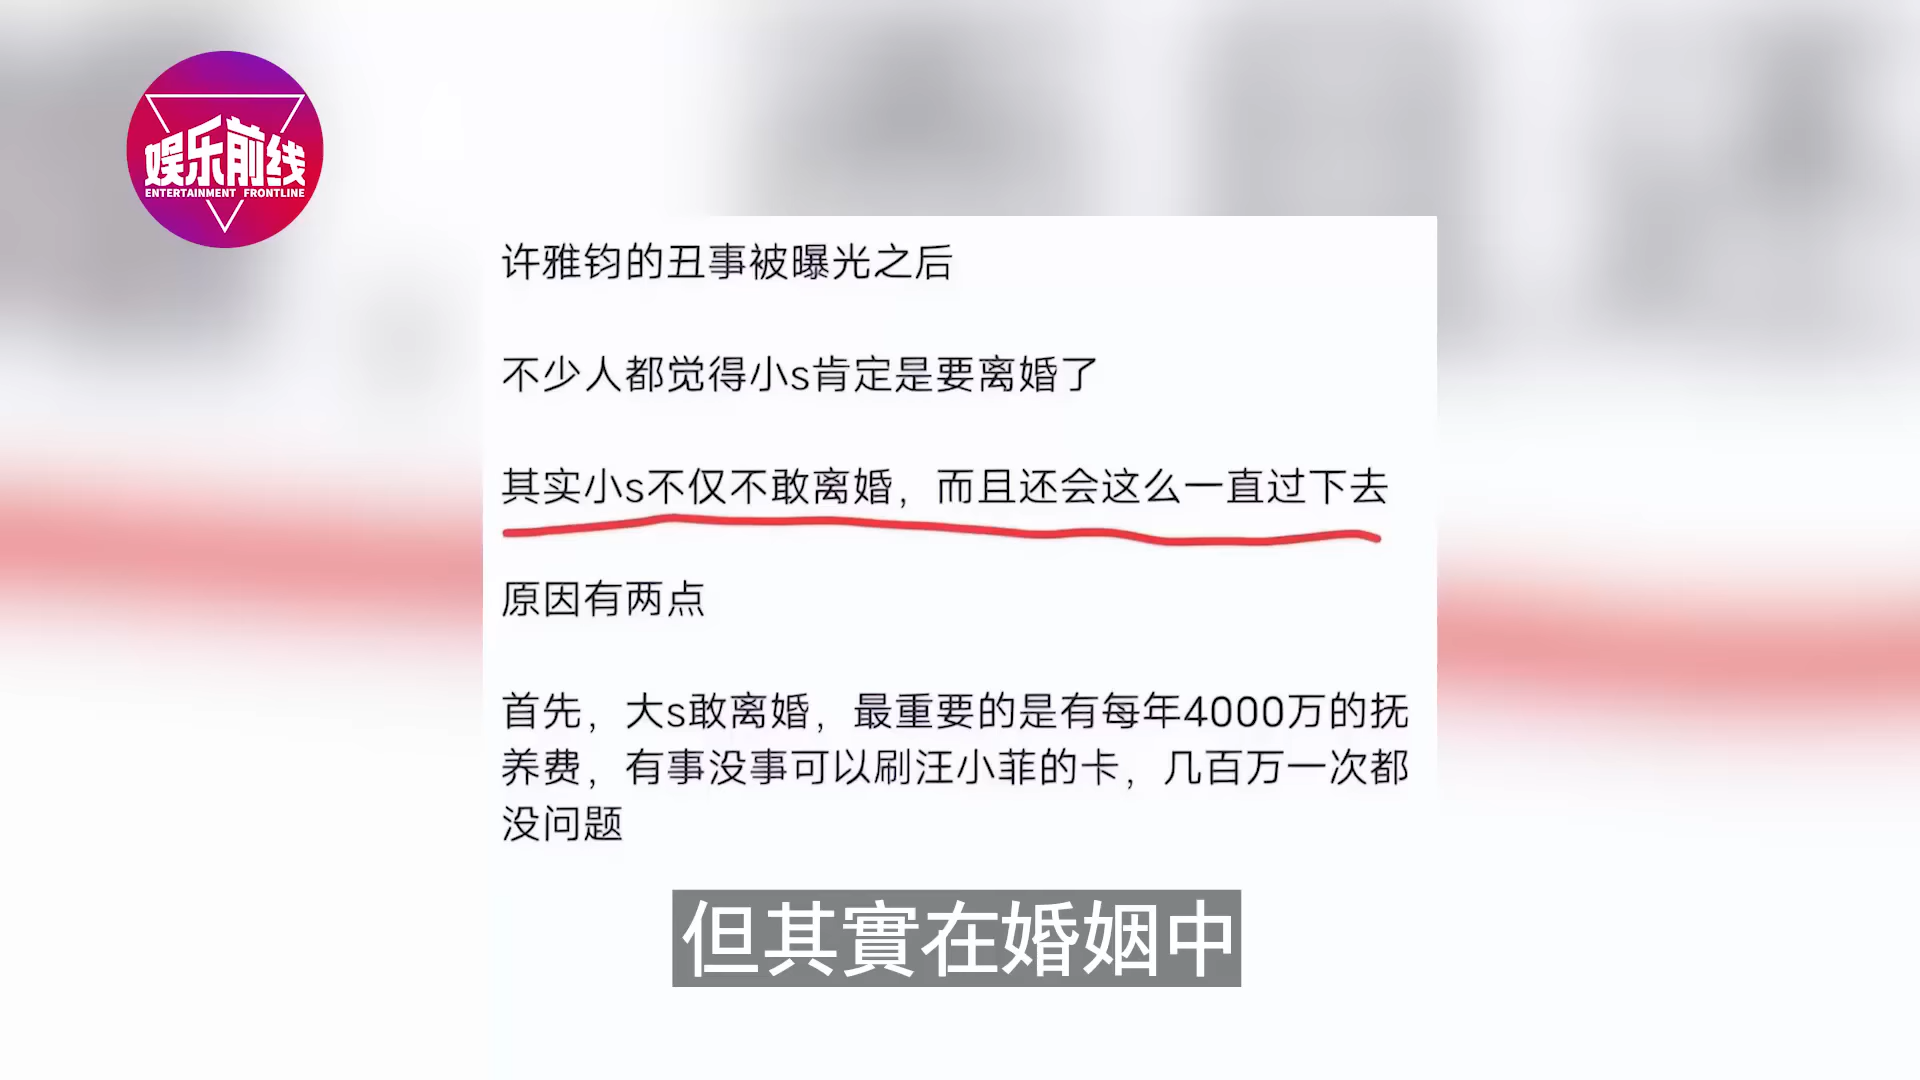 娱乐前线
ENTERTAINMENT FRONTLINE
许雅钧的丑事被曝光之后
不少人都觉得小s肯定是要离婚了
其实小s不仅不敢离婚，而且还会这么一直过下去
原因有两点
首先，大s敢离婚，最重要的是有每年4000万的抚
养费，有事没事可以刷汪小菲的卡，几百万一次都
没问题
但其實在婚姻中